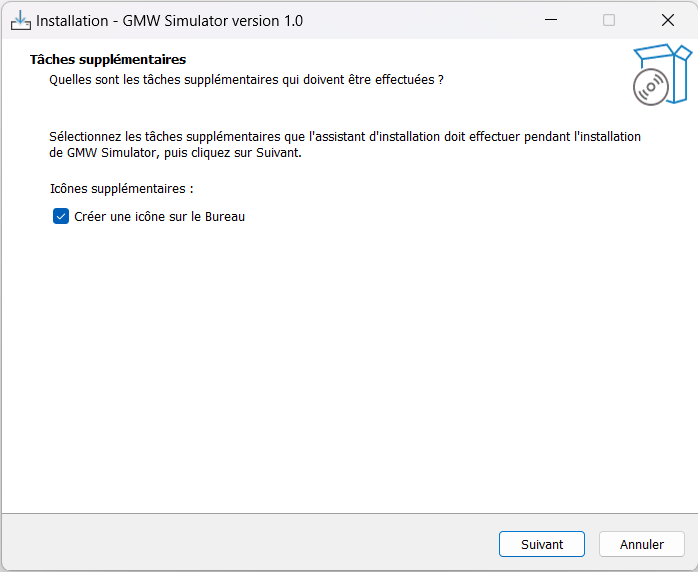 Installation - GMW Simulator version 1.0
Tâches supplémentaires
Quelles sont les tâches supplémentaires qui doivent être effectuées ?
Sélectionnez les tâches supplémentaires que l'assistant d'installation doit effectuer pendant l'installation
de GMW Simulator, puis cliquez sur Suivant.
Icônes supplémentaires :
Créer une icône sur le Bureau
Suivant
Annuler